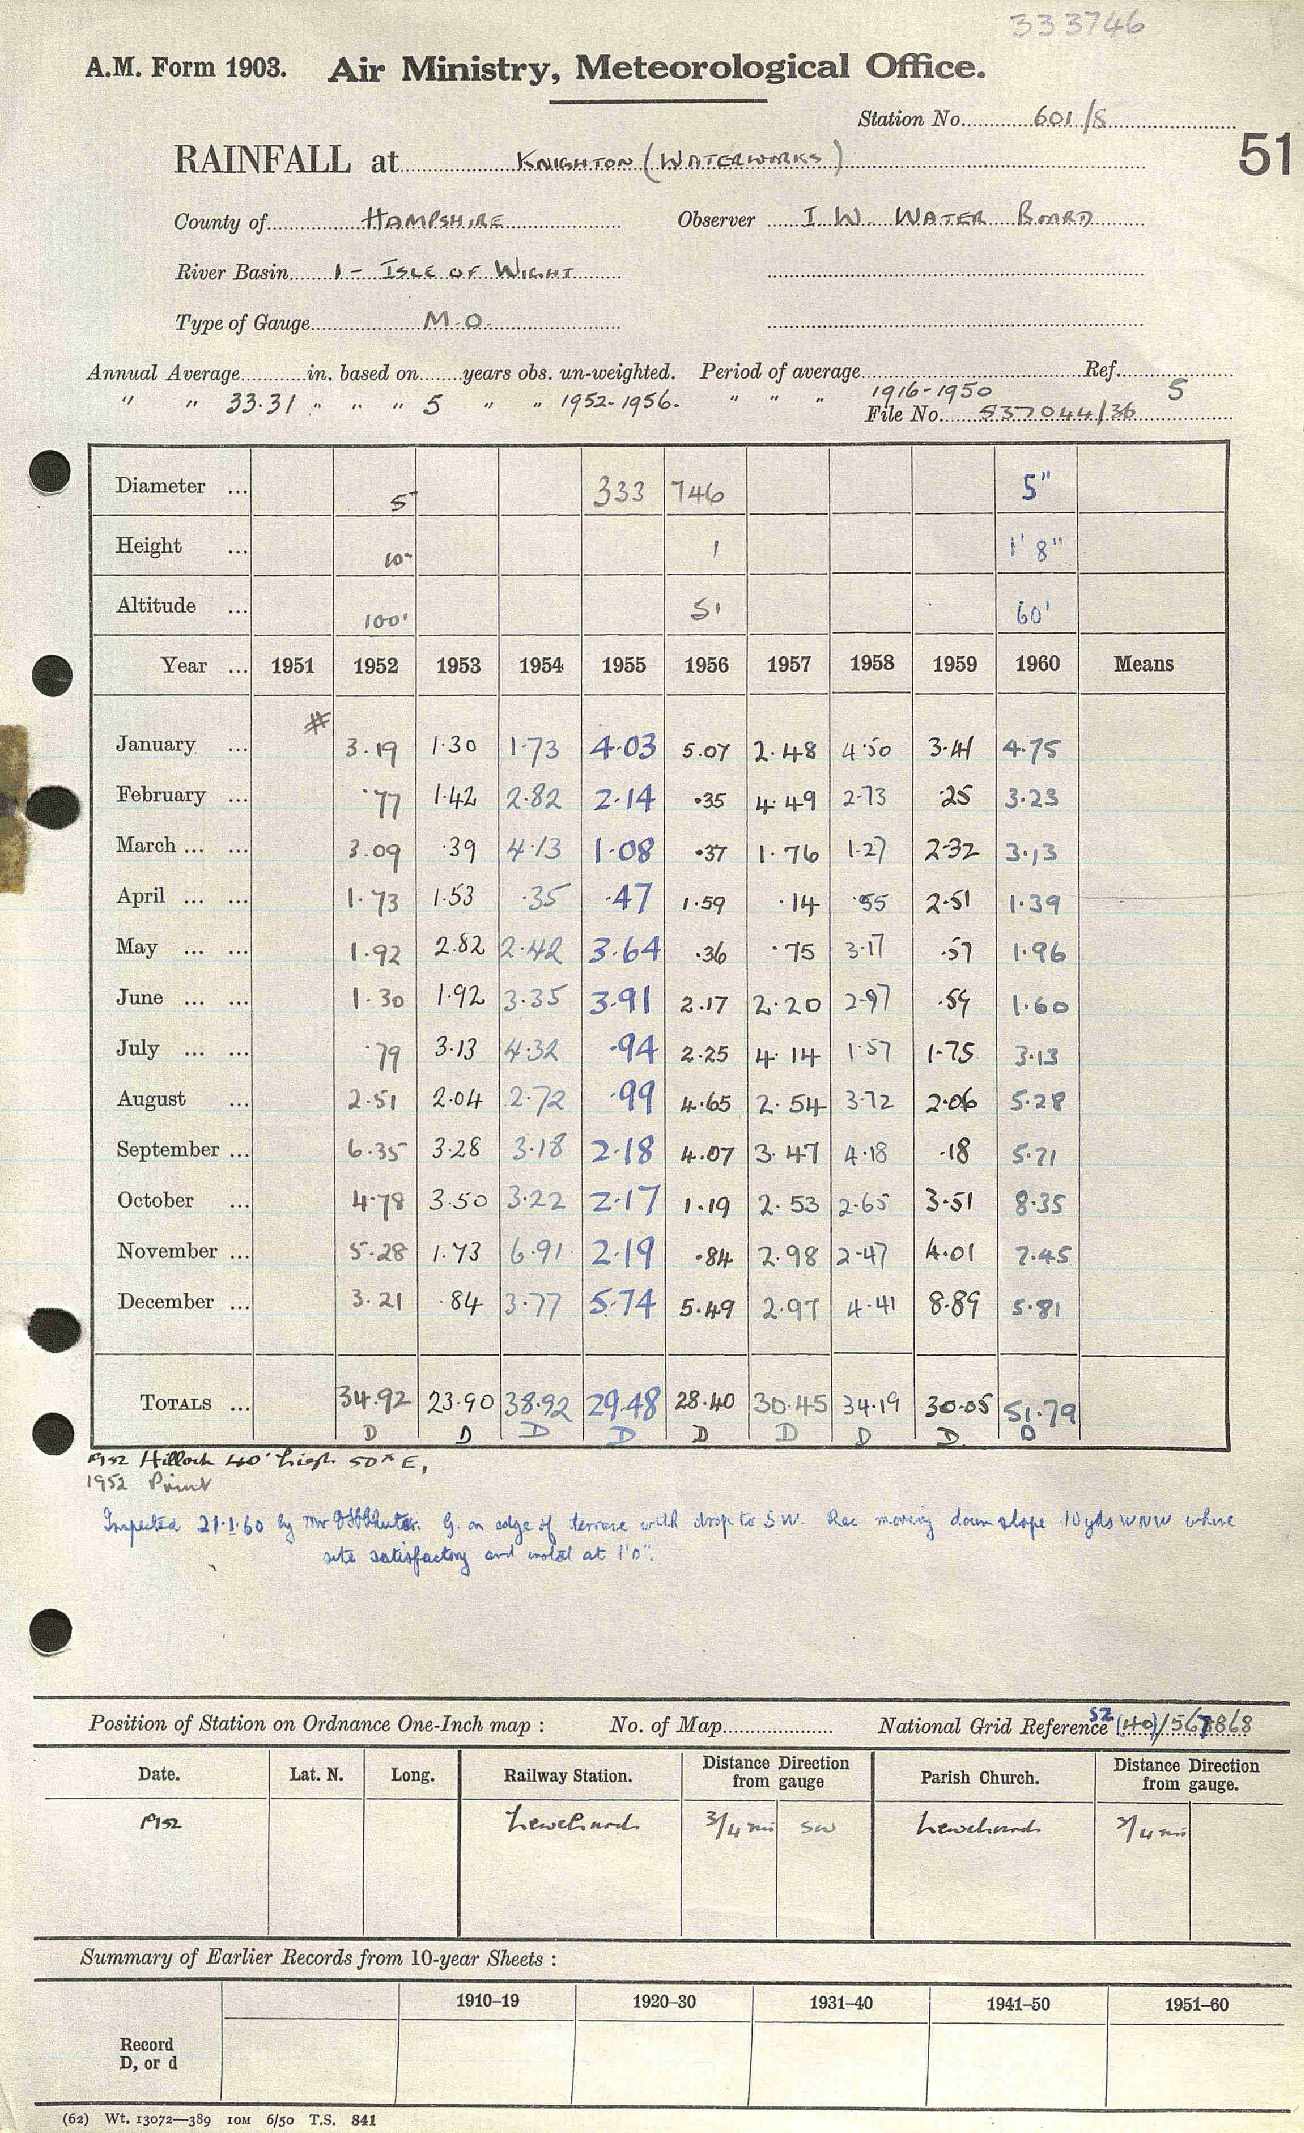 333746
A.M. Form 1903. Air Ministry, Meteorological Office.
Station No. 601/8
51
RAINFALL at KNIGHTON (WATERWORKS)
County of HAMPSHIRE Observer I.W. WATER BOARD
River Basin 1 - ISLE OF WIGHT
Type of Gauge M.O.
Annual Average in. based on years obs. un-weighted. Period of average Ref.
" " 33.31 " " " 5 " " 1952-1956. " " " 1916-1950 5
File No. 537044/36
Diameter ... 5" 333 746 5"
Height ... 10" 1 1' 8"
Altitude ... 100' 51 60'
Year ... 1951 1952 1953 1954 1955 1956 1957 1958 1959 1960 Means
#
January ... 3.19 1.30 1.73 4.03 5.07 2.48 4.50 3.41 4.75
February ... .77 1.42 2.82 2.14 .35 4.49 2.73 .25 3.23
March ... ... 3.09 .39 4.13 1.08 .37 1.76 1.27 2.32 3.13
April ... ... 1.73 1.53 .35 .47 1.59 .14 .55 2.51 1.39
May ... ... 1.92 2.82 2.42 3.64 .36 .75 3.17 .57 1.96
June ... ... 1.30 1.92 3.35 3.91 2.17 2.20 2.97 .59 1.60
July ... ... .79 3.13 4.32 .94 2.25 4.14 1.57 1.75 3.13
August ... 2.51 2.04 2.72 .99 4.65 2.54 3.72 2.06 5.28
September ... 6.35 3.28 3.18 2.18 4.07 3.47 4.18 .18 5.71
October ... 4.78 3.50 3.22 2.17 1.19 2.53 2.65 3.51 8.35
November ... 5.28 1.73 6.91 2.19 .84 2.98 2.47 4.01 7.45
December ... 3.21 .84 3.77 5.74 5.49 2.97 4.41 8.89 5.81
TOTALS ... 34.92 23.90 38.92 29.48 28.40 30.45 34.19 30.05 51.79
D D D D D D D D D
1952 Hillock 40' high 50x E,
1952 Point
Inspected 21.1.60 by Mr G. on edge of terrace with drop to SW. Rec moving down slope 10 yds WNW where
site satisfactory and instal at 1'0".
Position of Station on Ordnance One-Inch map : No. of Map National Grid Reference SZ (40)/567868
Date. Lat. N. Long. Railway Station. Distance from gauge Direction Parish Church. Distance from gauge. Direction
1952 Newchurch 3/4 mi SW Newchurch 3/4 mi
Summary of Earlier Records from 10-year Sheets :
1910–19 1920–30 1931–40 1941–50 1951–60
Record
D, or d
(62) Wt. 13072—389 10M 6/50 T.S. 841